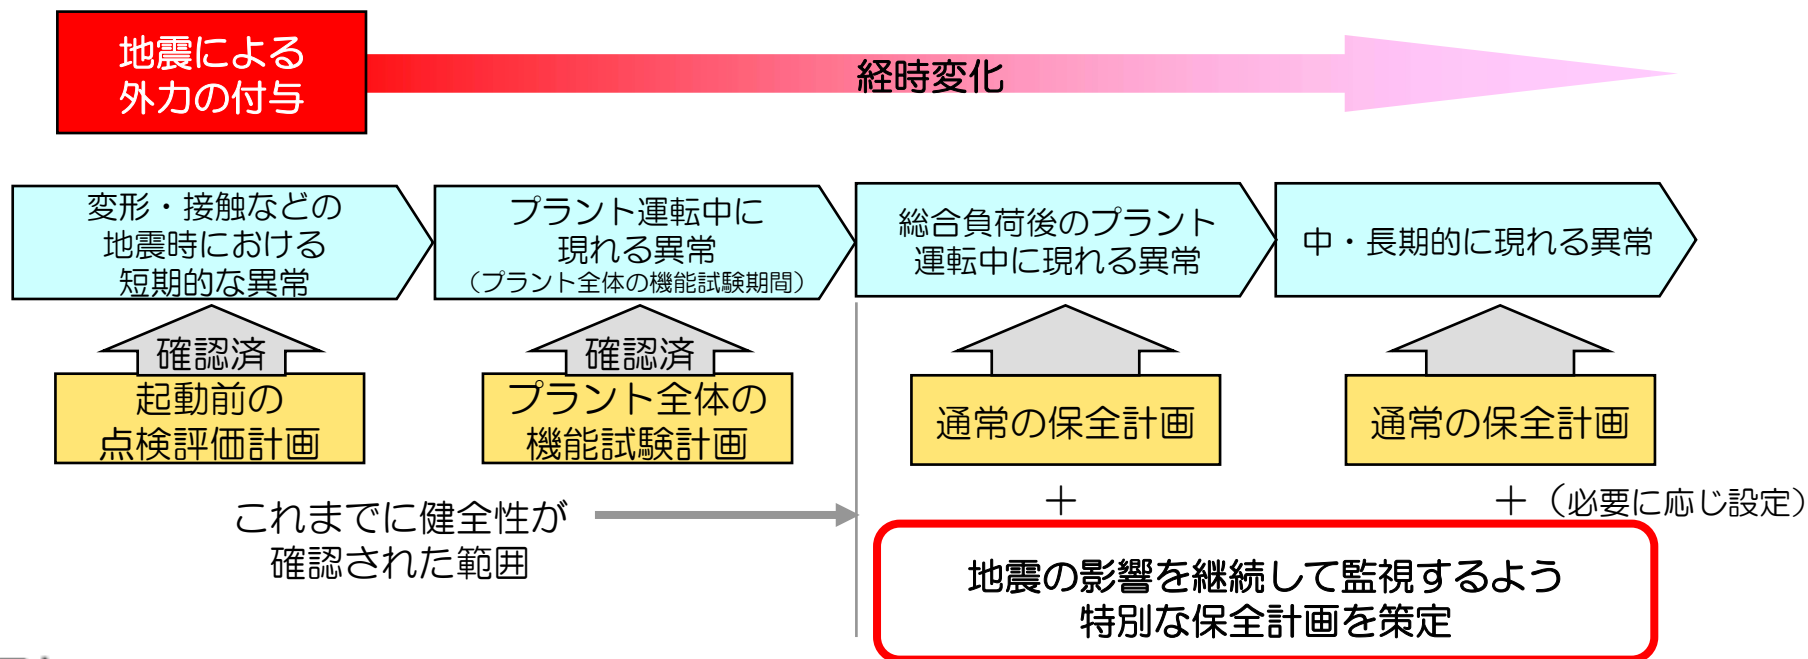 地震による
外力の付与
経時変化
変形・接触などの
地震時における
短期的な異常
プラント運転中に
現れる異常
(プラント全体の機能試験期間)
総合負荷後のプラント
運転中に現れる異常
中・長期的に現れる異常
確認済
確認済
起動前の
点検評価計画
プラント全体の
機能試験計画
通常の保全計画
通常の保全計画
これまでに健全性が
確認された範囲
+
+(必要に応じ設定)
地震の影響を継続して監視するよう
特別な保全計画を策定